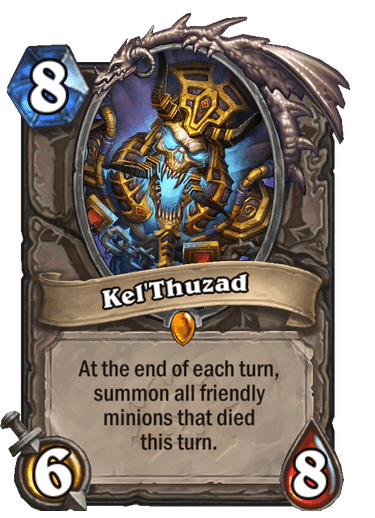 8
Kel'Thuzad
At the end of each turn,
summon all friendly
minions that died
this turn.
6
8